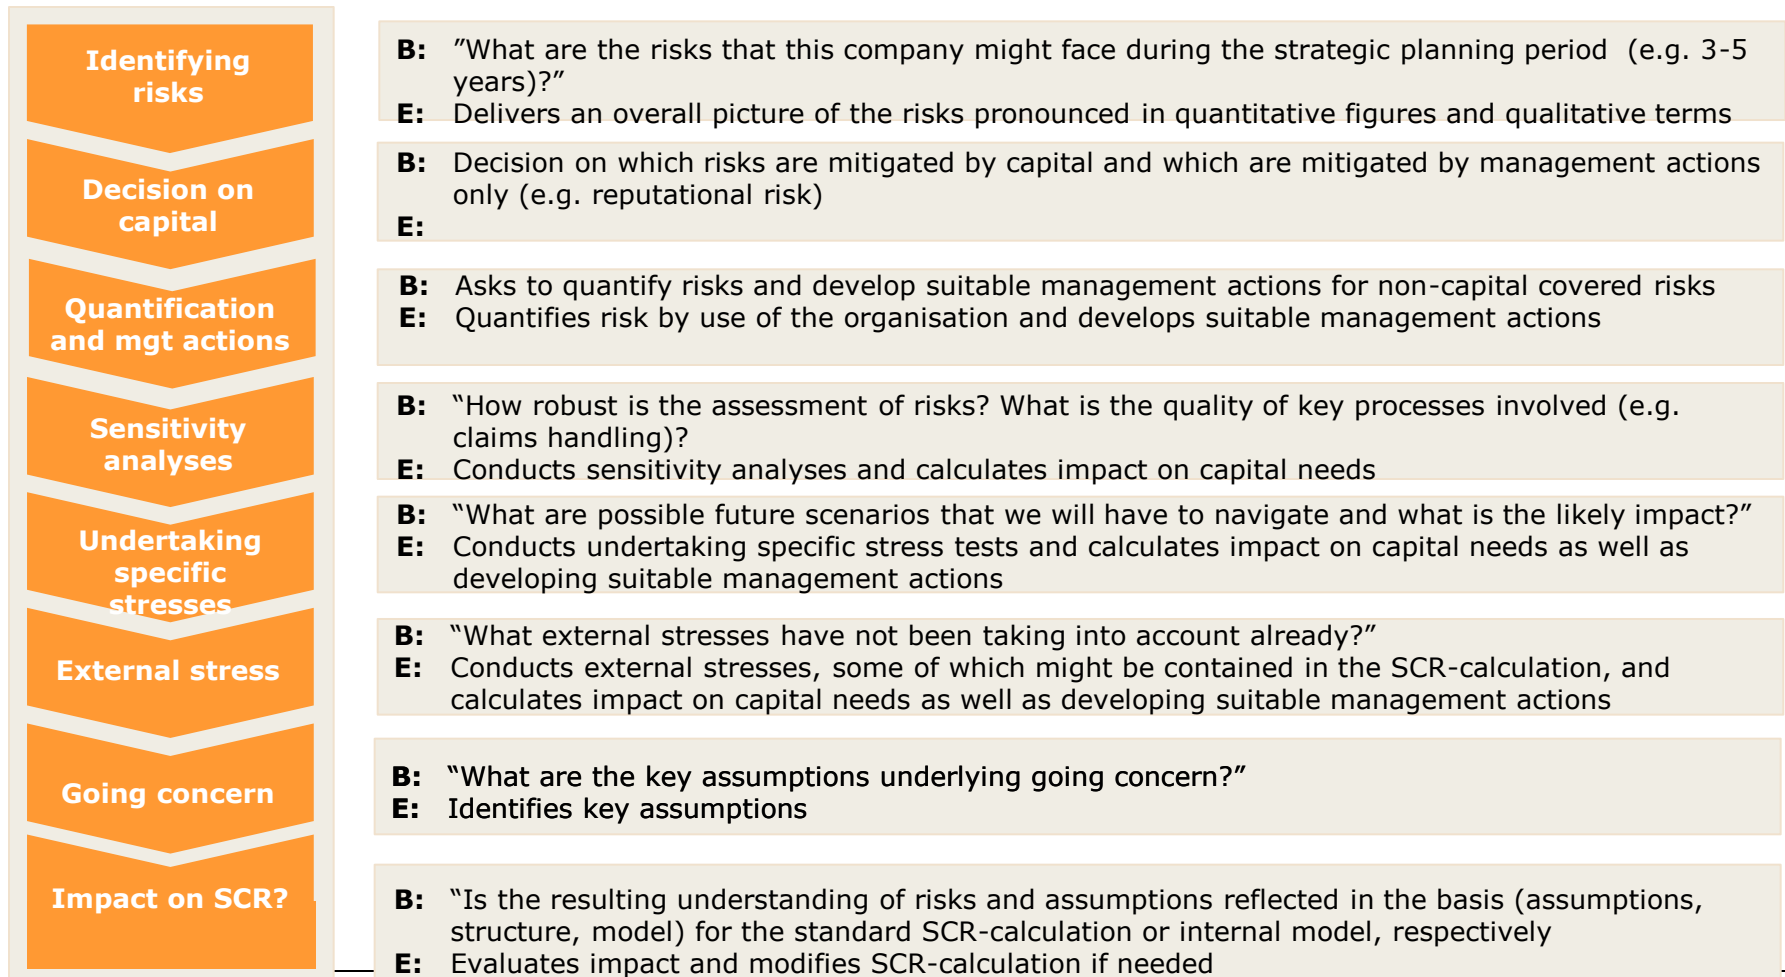 Identifying
risks
B: ”What are the risks that this company might face during the strategic planning period (e.g. 3-5
years)?”
E: Delivers an overall picture of the risks pronounced in quantitative figures and qualitative terms
Decision on
capital
B: Decision on which risks are mitigated by capital and which are mitigated by management actions
only (e.g. reputational risk)
E:
Quantification
and mgt actions
B: Asks to quantify risks and develop suitable management actions for non-capital covered risks
E: Quantifies risk by use of the organisation and develops suitable management actions
Sensitivity
analyses
B: “How robust is the assessment of risks? What is the quality of key processes involved (e.g.
claims handling)?
E: Conducts sensitivity analyses and calculates impact on capital needs
Undertaking
specific
stresses
B: “What are possible future scenarios that we will have to navigate and what is the likely impact?”
E: Conducts undertaking specific stress tests and calculates impact on capital needs as well as
developing suitable management actions
External stress
B: “What external stresses have not been taking into account already?”
E: Conducts external stresses, some of which might be contained in the SCR-calculation, and
calculates impact on capital needs as well as developing suitable management actions
Going concern
B: “What are the key assumptions underlying going concern?”
E: Identifies key assumptions
Impact on SCR?
B: “Is the resulting understanding of risks and assumptions reflected in the basis (assumptions,
structure, model) for the standard SCR-calculation or internal model, respectively
E: Evaluates impact and modifies SCR-calculation if needed